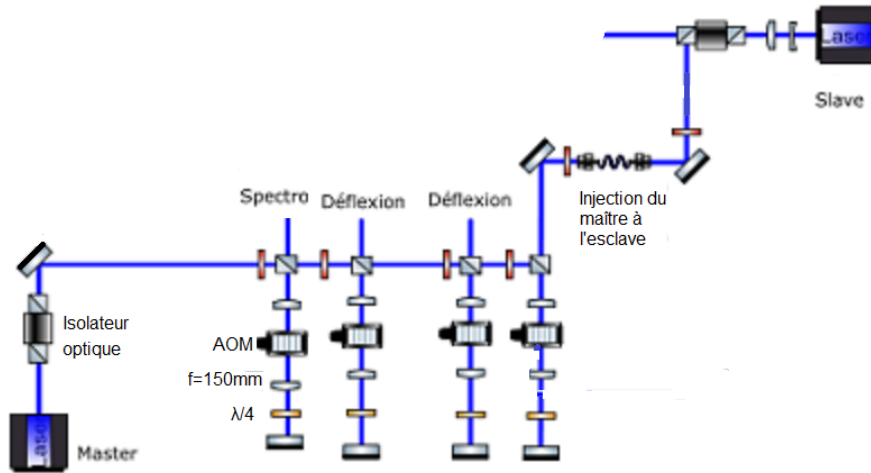 Laser
Slave
Spectro
Déflexion
Déflexion
Injection du
maître à
l'esclave
Isolateur
optique
AOM
f=150mm
λ/4
Laser
Master